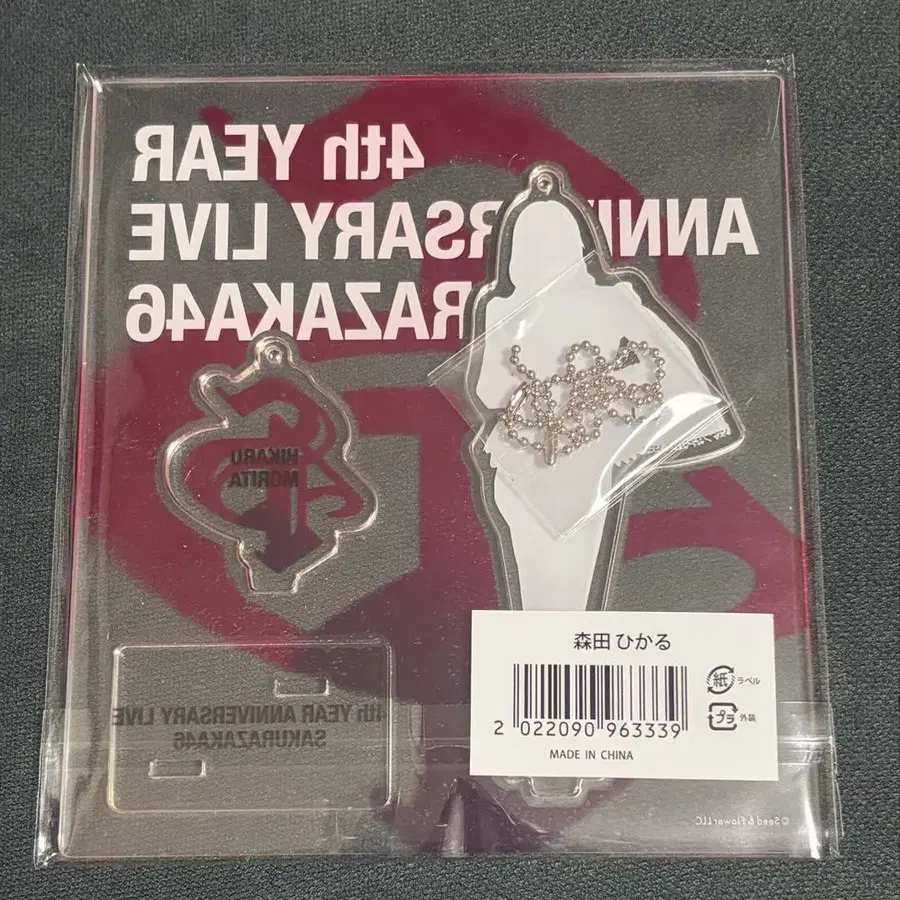 4th YEAR
ANNIVERSARY LIVE
RAZAKA46
HIKARU
MORITA
4th YEAR ANNIVERSARY LIVE
SAKURAZAKA46
森田 ひかる
2 022090 963339
MADE IN CHINA
紙 ラベル
プラ 外装
©Seed & Flower LLC